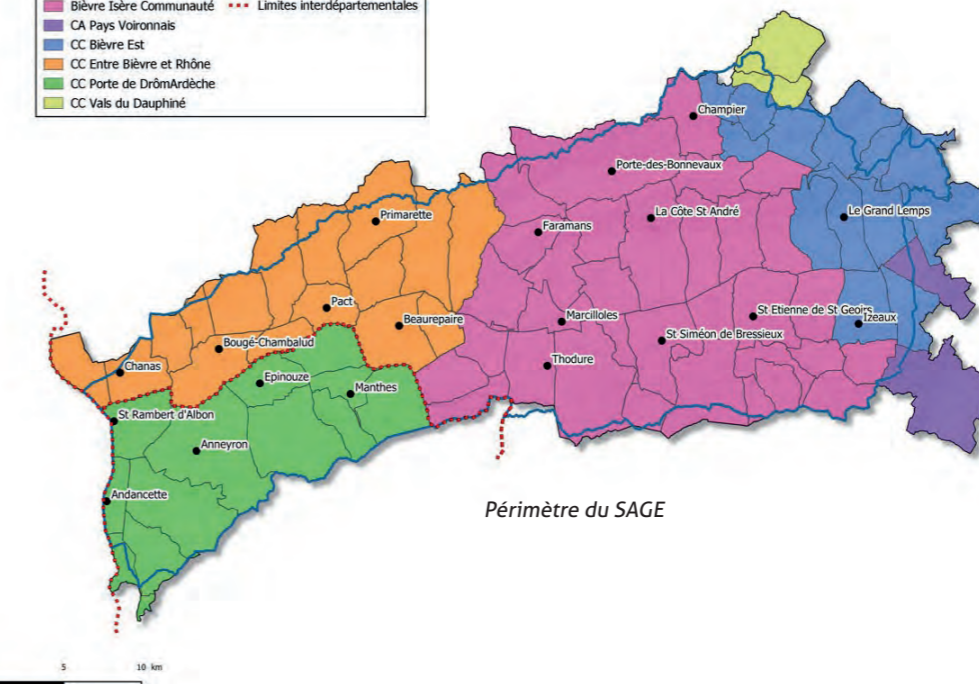 Bièvre Isère Communauté
Limites interdépartementales
CA Pays Voironnais
CC Bièvre Est
CC Entre Bièvre et Rhône
CC Porte de DrômArdèche
CC Vals du Dauphiné
Champier
Porte-des-Bonnevaux
Primarette
La Côte St André
Le Grand Lemps
Faramans
Pact
Beaurepaire
Marcilloles
St Etienne de St Geoirs
Izeaux
Bougé-Chambalud
St Siméon de Bressieux
Chanas
Thodure
Epinouze
Manthes
St Rambert d'Albon
Anneyron
Andancette
Périmètre du SAGE
5 10 km